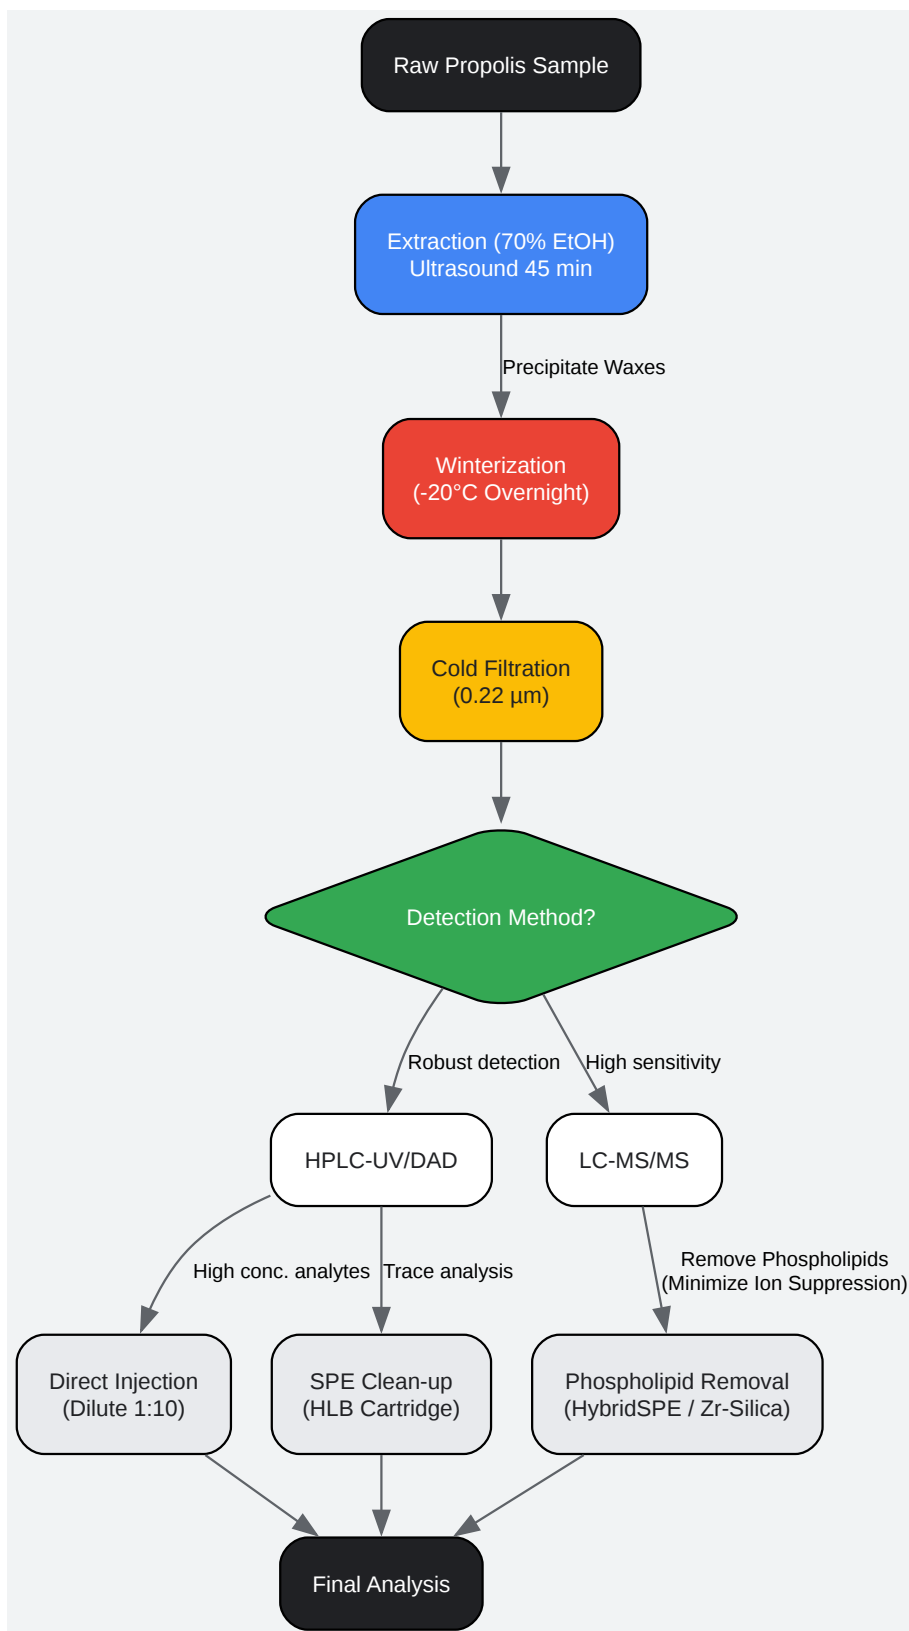 Raw Propolis Sample
Extraction (70% EtOH)
Ultrasound 45 min
Precipitate Waxes
Winterization
(-20°C Overnight)
Cold Filtration
(0.22 µm)
Detection Method?
Robust detection
High sensitivity
HPLC-UV/DAD
LC-MS/MS
High conc. analytes
Trace analysis
Remove Phospholipids
(Minimize Ion Suppression)
Direct Injection
(Dilute 1:10)
SPE Clean-up
(HLB Cartridge)
Phospholipid Removal
(HybridSPE / Zr-Silica)
Final Analysis